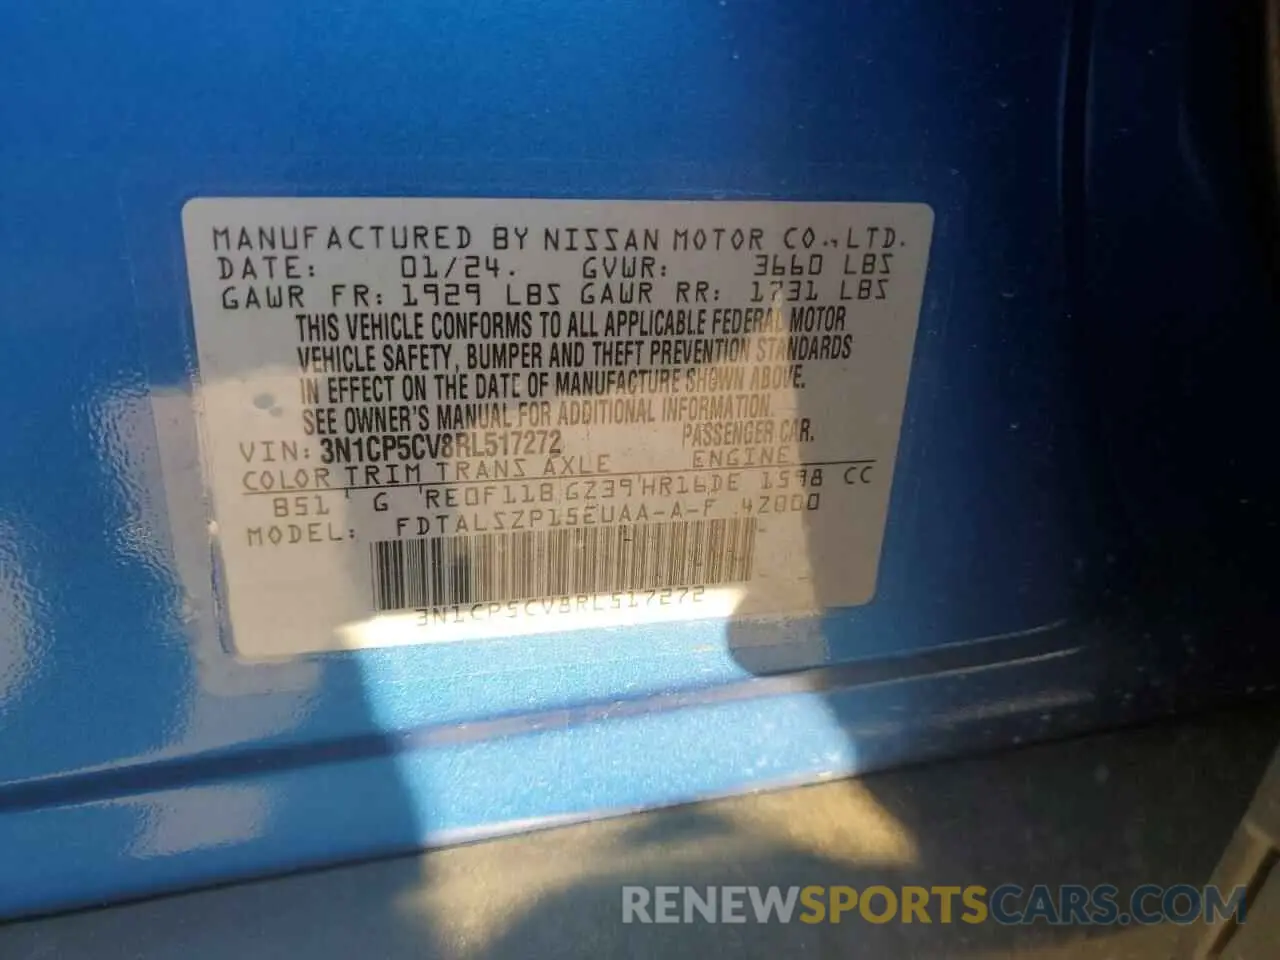 MANUFACTURED BY NISSAN MOTOR CO., LTD.
DATE: 01/24. GVWR: 3660 LBS
GAWR FR: 1929 LBS GAWR RR: 1731 LBS
THIS VEHICLE CONFORMS TO ALL APPLICABLE FEDERAL MOTOR
VEHICLE SAFETY, BUMPER AND THEFT PREVENTION STANDARDS
IN EFFECT ON THE DATE OF MANUFACTURE SHOWN ABOVE.
SEE OWNER'S MANUAL FOR ADDITIONAL INFORMATION.
VIN: 3N1CP5CV8RL517272 PASSENGER CAR.
COLOR TRIM TRANS AXLE ENGINE
B51 G RE0F11B GZ39 HR16DE 1598 CC
MODEL: FDTALSZP15EUAA-A-F 4Z000
3N1CP5CV8RL517272
RENEWSPORTSCARS.COM